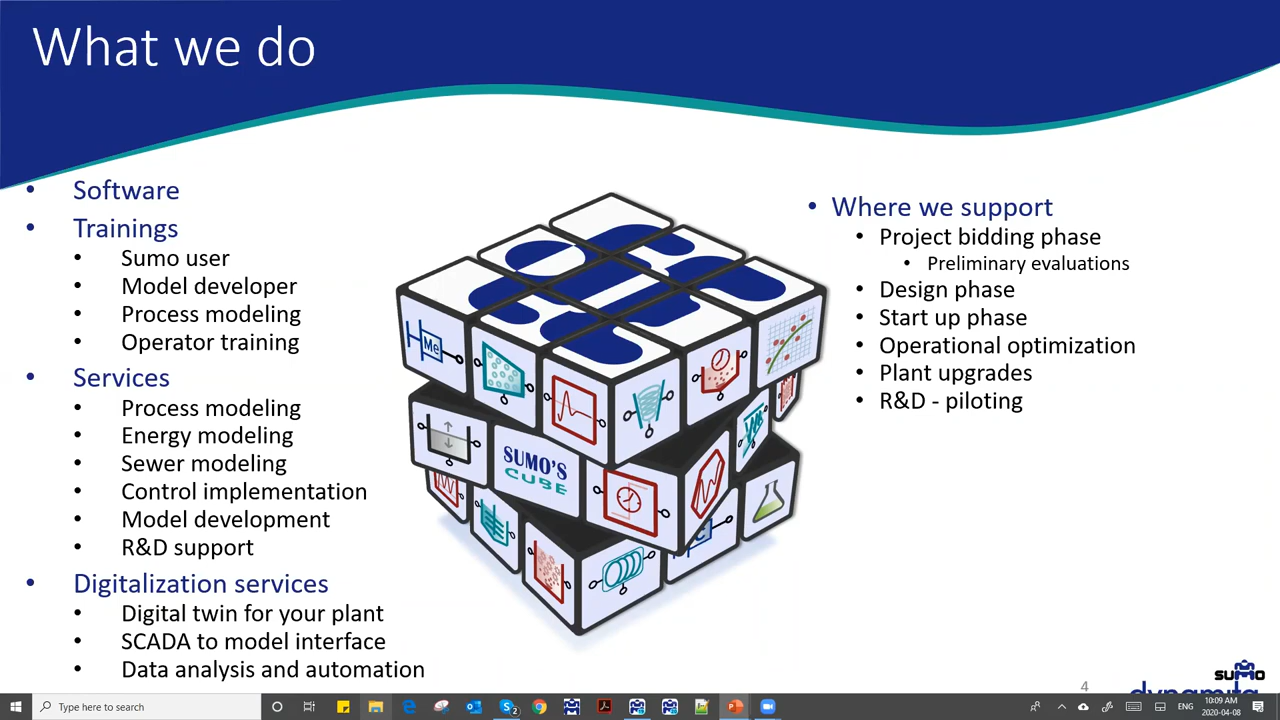 What we do
• Software
• Trainings
• Sumo user
• Model developer
• Process modeling
• Operator training
• Services
• Process modeling
• Energy modeling
• Sewer modeling
• Control implementation
• Model development
• R&D support
• Digitalization services
• Digital twin for your plant
• SCADA to model interface
• Data analysis and automation
Me
SUMO'S
CUBE
• Where we support
• Project bidding phase
• Preliminary evaluations
• Design phase
• Start up phase
• Operational optimization
• Plant upgrades
• R&D - piloting
4
sumo
dynamita
Type here to search
ENG
10:09 AM
2020-04-08